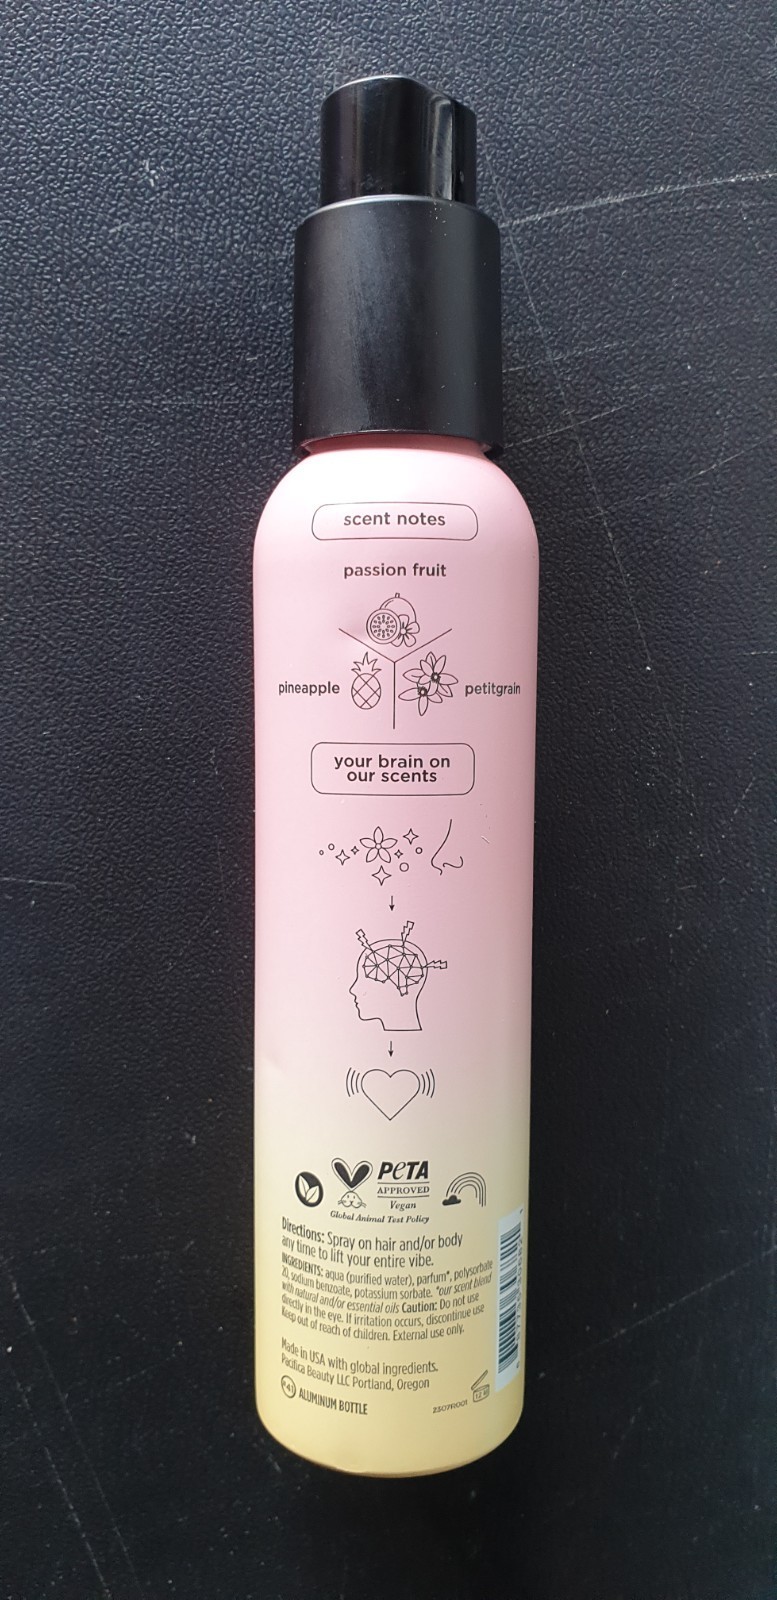 scent notes
passion fruit
pineapple
petitgrain
your brain on
our scents
PETA
APPROVED
Vegan
Global Animal Test Policy
Directions: Spray on hair and/or body
any time to lift your entire vibe.
INGREDIENTS: aqua (purified water), parfum*, polysorbate
20, sodium benzoate, potassium sorbate. *our scent blend
with natural and/or essential oils Caution: Do not use
directly in the eye. If irritation occurs, discontinue use
Keep out of reach of children. External use only.
Made in USA with global ingredients.
Pacifica Beauty LLC Portland, Oregon
ALUMINUM BOTTLE
2307R001